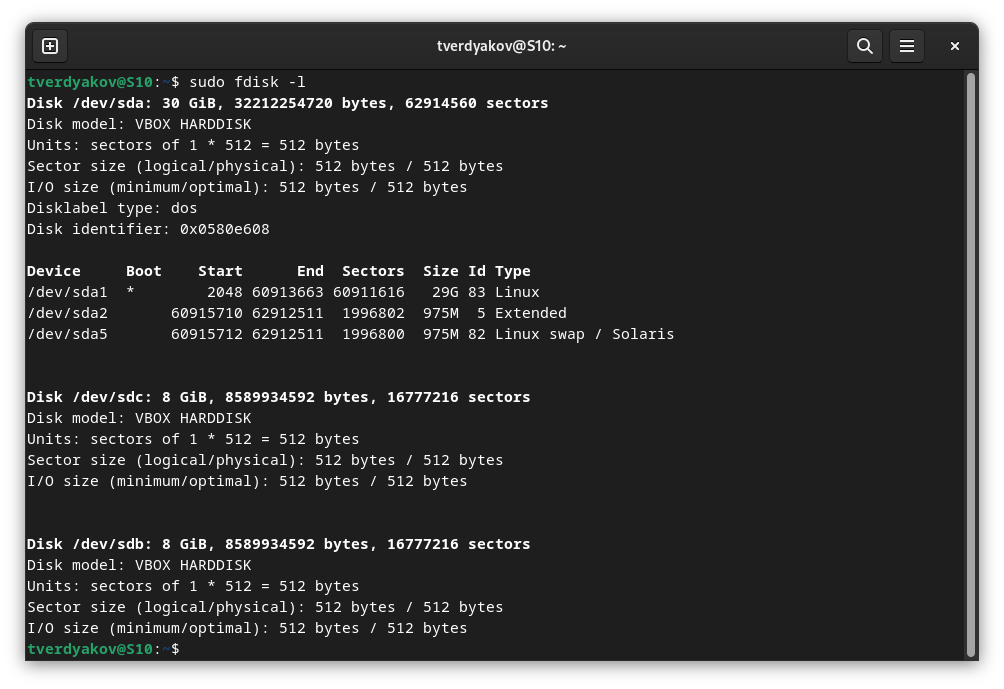 tverdyakov@S10: ~
tverdyakov@S10:~$ sudo fdisk -l
Disk /dev/sda: 30 GiB, 32212254720 bytes, 62914560 sectors
Disk model: VBOX HARDDISK
Units: sectors of 1 * 512 = 512 bytes
Sector size (logical/physical): 512 bytes / 512 bytes
I/O size (minimum/optimal): 512 bytes / 512 bytes
Disklabel type: dos
Disk identifier: 0x0580e608
Device     Boot    Start      End  Sectors  Size Id Type
/dev/sda1  *        2048 60913663 60911616   29G 83 Linux
/dev/sda2       60915710 62912511  1996802  975M  5 Extended
/dev/sda5       60915712 62912511  1996800  975M 82 Linux swap / Solaris
Disk /dev/sdc: 8 GiB, 8589934592 bytes, 16777216 sectors
Disk model: VBOX HARDDISK
Units: sectors of 1 * 512 = 512 bytes
Sector size (logical/physical): 512 bytes / 512 bytes
I/O size (minimum/optimal): 512 bytes / 512 bytes
Disk /dev/sdb: 8 GiB, 8589934592 bytes, 16777216 sectors
Disk model: VBOX HARDDISK
Units: sectors of 1 * 512 = 512 bytes
Sector size (logical/physical): 512 bytes / 512 bytes
I/O size (minimum/optimal): 512 bytes / 512 bytes
tverdyakov@S10:~$